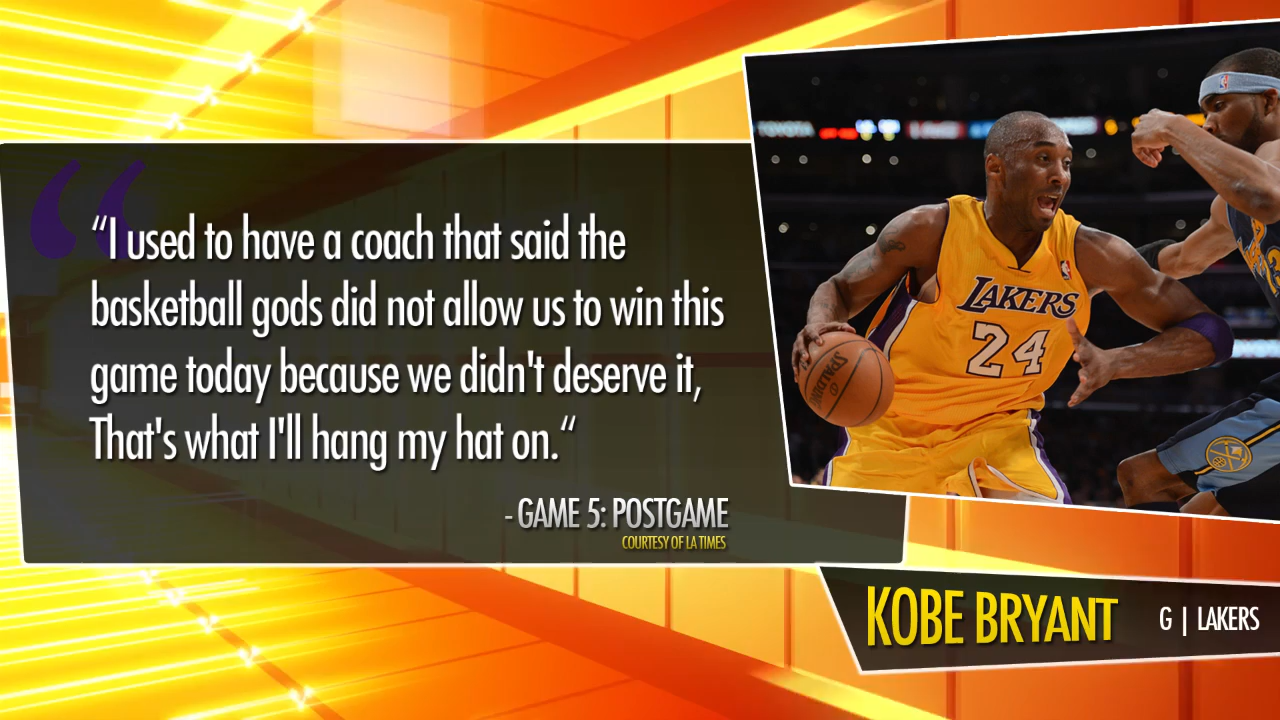 “I used to have a coach that said the
basketball gods did not allow us to win this
game today because we didn't deserve it,
That's what I'll hang my hat on.“
- GAME 5: POSTGAME
COURTESY OF LA TIMES
TOYOTA
LAKERS
24
SPALDING
KOBE BRYANT
G | LAKERS